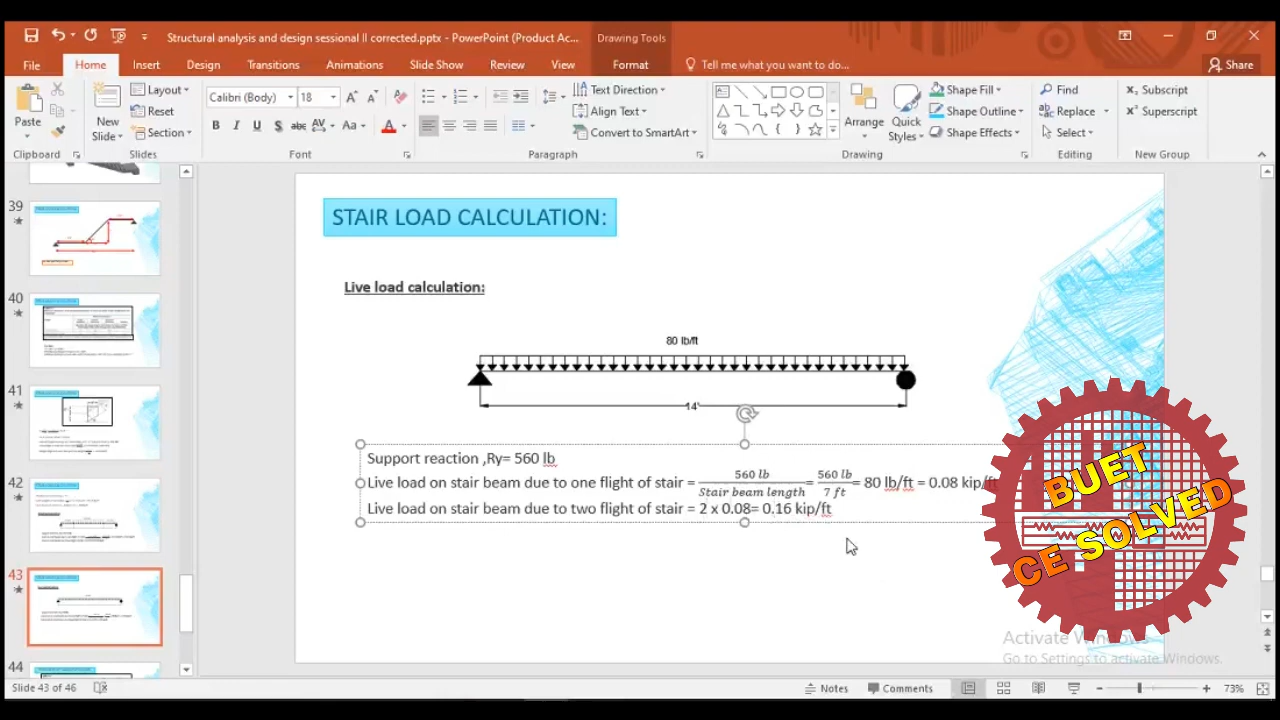 Structural analysis and design sessional II corrected.pptx - PowerPoint (Product Ac...
Drawing Tools
File Home Insert Design Transitions Animations Slide Show Review View Format Tell me what you want to do... Share
Paste
Clipboard
New Slide
Layout
Reset
Section
Slides
Calibri (Body) 18
Font
Text Direction
Align Text
Convert to SmartArt
Paragraph
Arrange
Quick Styles
Shape Fill
Shape Outline
Shape Effects
Drawing
Find
Replace
Select
Editing
Subscript
Superscript
New Group
39
40
41
42
43
44
STAIR LOAD CALCULATION:
Live load calculation:
80 lb/ft
14'
Support reaction ,Ry= 560 lb
Live load on stair beam due to one flight of stair = 560 lb / Stair beam length = 560 lb / 7 ft = 80 lb/ft = 0.08 kip/ft
Live load on stair beam due to two flight of stair = 2 x 0.08= 0.16 kip/ft
BUET
CE SOLVED
Activate Windows
Go to Settings to activate Windows.
Slide 43 of 46
Notes
Comments
73%